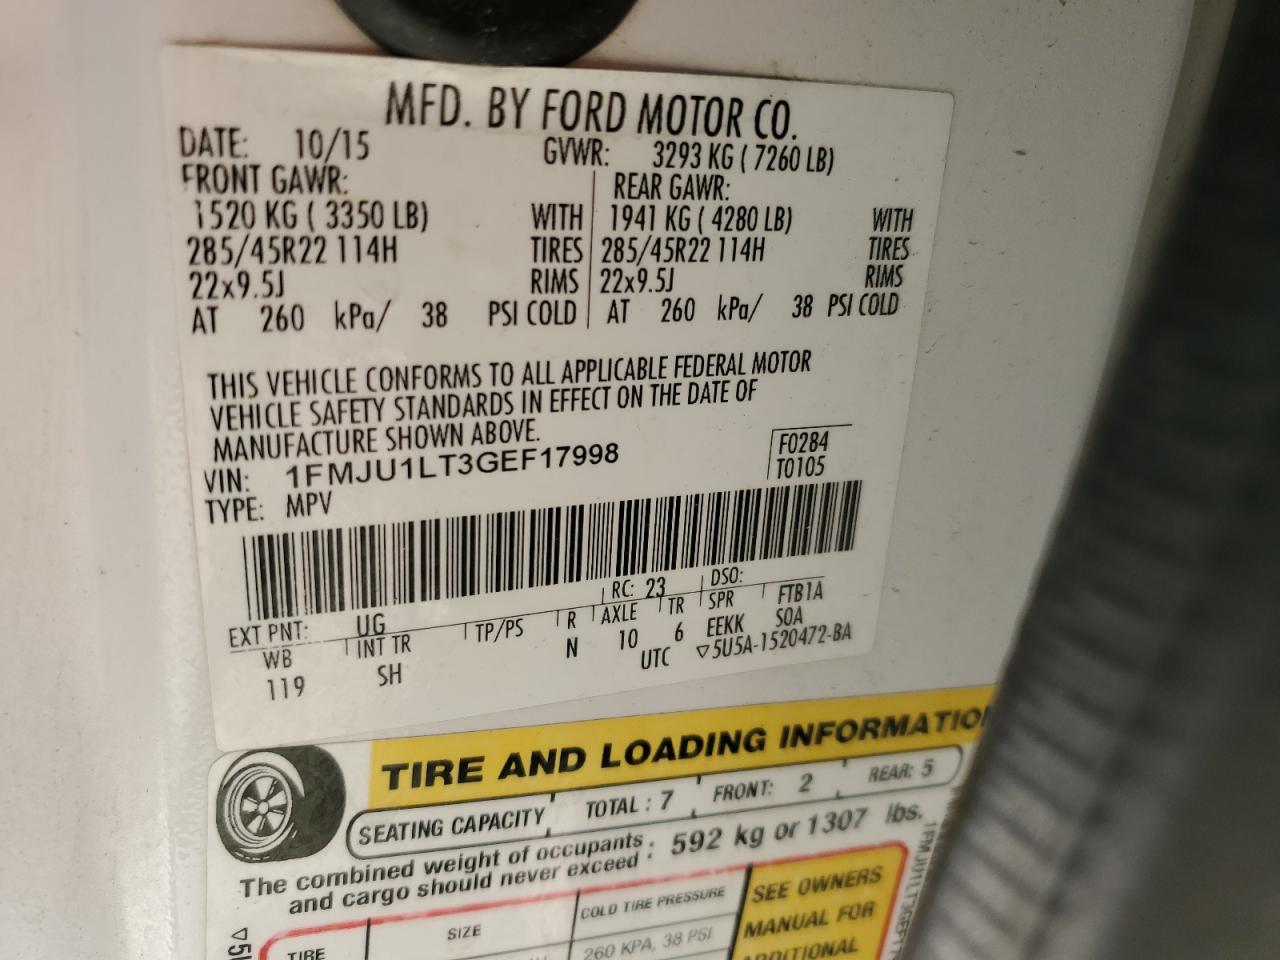 MFD. BY FORD MOTOR CO.
DATE: 10/15 GVWR: 3293 KG ( 7260 LB)
FRONT GAWR: REAR GAWR:
1520 KG ( 3350 LB) WITH 1941 KG ( 4280 LB) WITH
285/45R22 114H TIRES 285/45R22 114H TIRES
22x9.5J RIMS 22x9.5J RIMS
AT 260 kPa/ 38 PSI COLD AT 260 kPa/ 38 PSI COLD
THIS VEHICLE CONFORMS TO ALL APPLICABLE FEDERAL MOTOR
VEHICLE SAFETY STANDARDS IN EFFECT ON THE DATE OF
MANUFACTURE SHOWN ABOVE.
VIN: 1FMJU1LT3GEF17998 F0284
TYPE: MPV T0105
EXT PNT: UG RC: 23 DSO:
WB INT TR TP/PS R AXLE TR SPR FTB1A
119 SH N 10 6 EEKK SOA
UTC ▽5U5A-1520472-BA
TIRE AND LOADING INFORMATION
SEATING CAPACITY TOTAL : 7 FRONT: 2 REAR: 5
The combined weight of occupants
and cargo should never exceed : 592 kg or 1307 lbs.
TIRE SIZE COLD TIRE PRESSURE SEE OWNERS
260 KPA, 38 PSI MANUAL FOR
ADDITIONAL